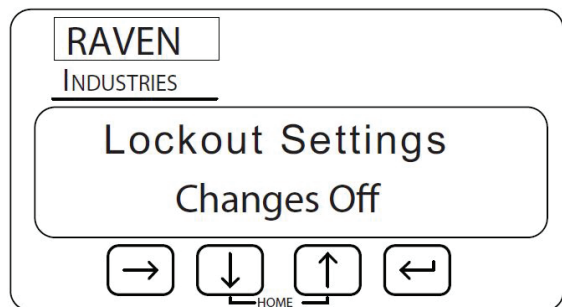 RAVEN
INDUSTRIES
Lockout Settings
Changes Off
HOME